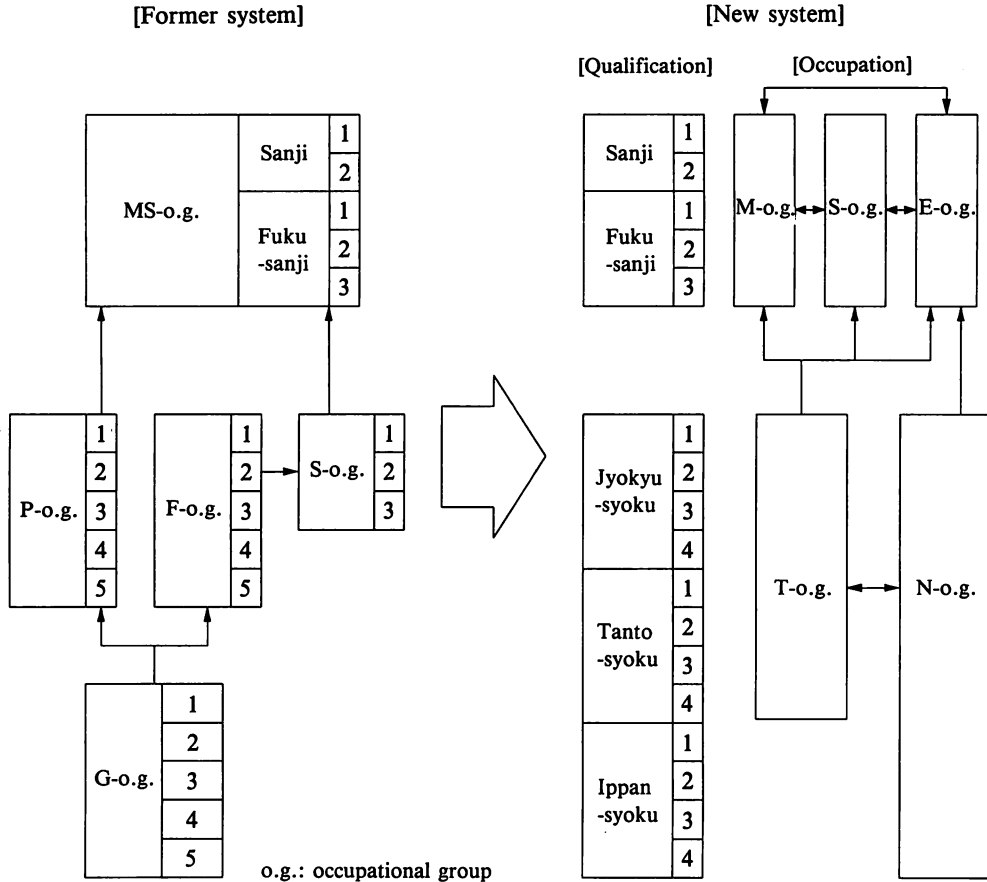 [Former system]
MS-o.g.
Sanji
1
2
Fuku
-sanji
1
2
3
P-o.g.
1
2
3
4
5
F-o.g.
1
2
3
4
5
S-o.g.
1
2
3
G-o.g.
1
2
3
4
5
o.g.: occupational group
[New system]
[Qualification]
[Occupation]
Sanji
1
2
Fuku
-sanji
1
2
3
M-o.g.
S-o.g.
E-o.g.
Jyokyu
-syoku
1
2
3
4
Tanto
-syoku
1
2
3
4
Ippan
-syoku
1
2
3
4
T-o.g.
N-o.g.